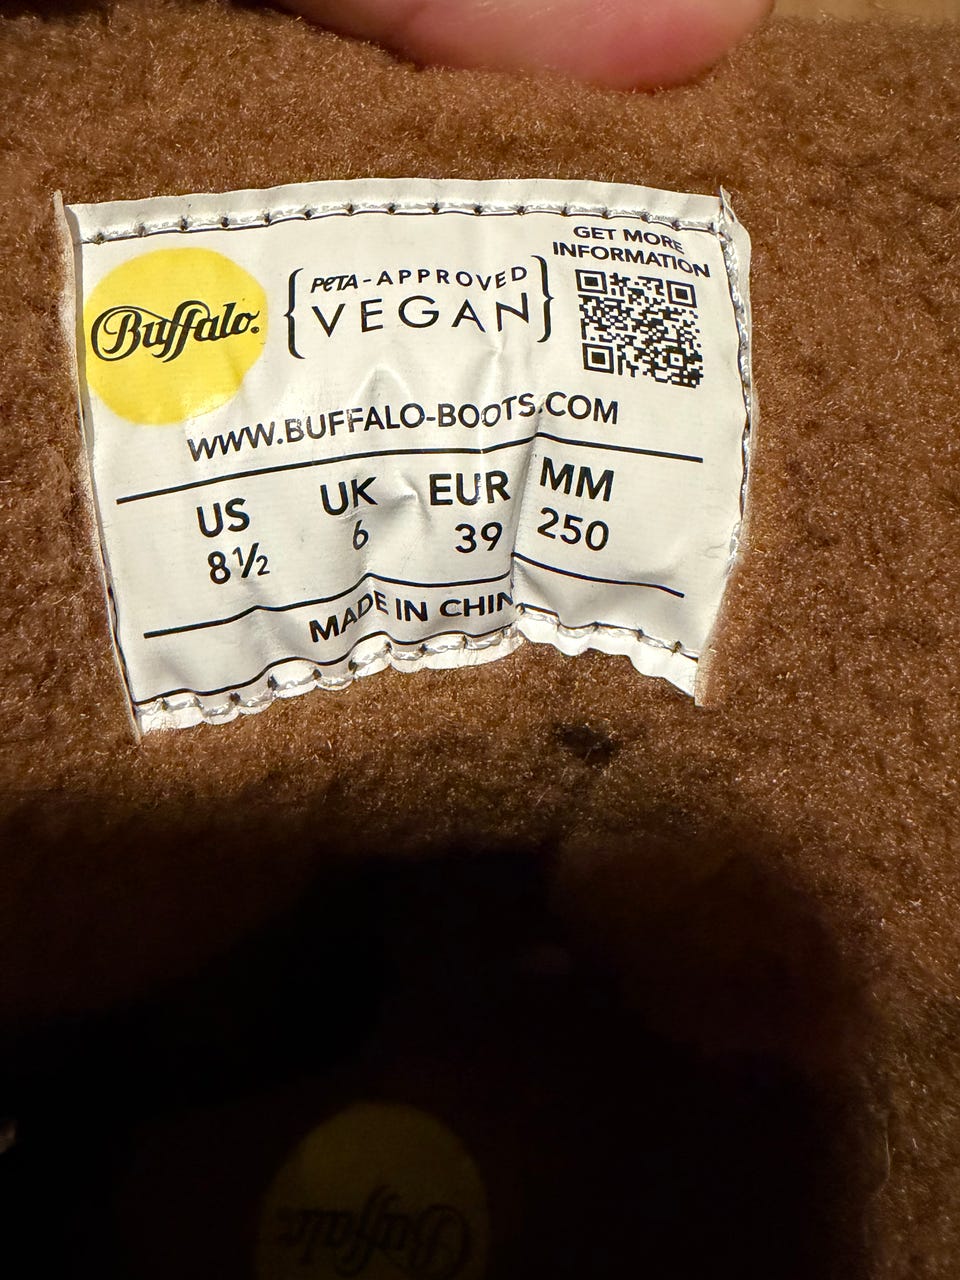 GET MORE
INFORMATION
Buffalo®
{PETA-APPROVED
VEGAN}
WWW.BUFFALO-BOOTS.COM
US UK EUR MM
8½ 6 39 250
MADE IN CHIN
Buffalo